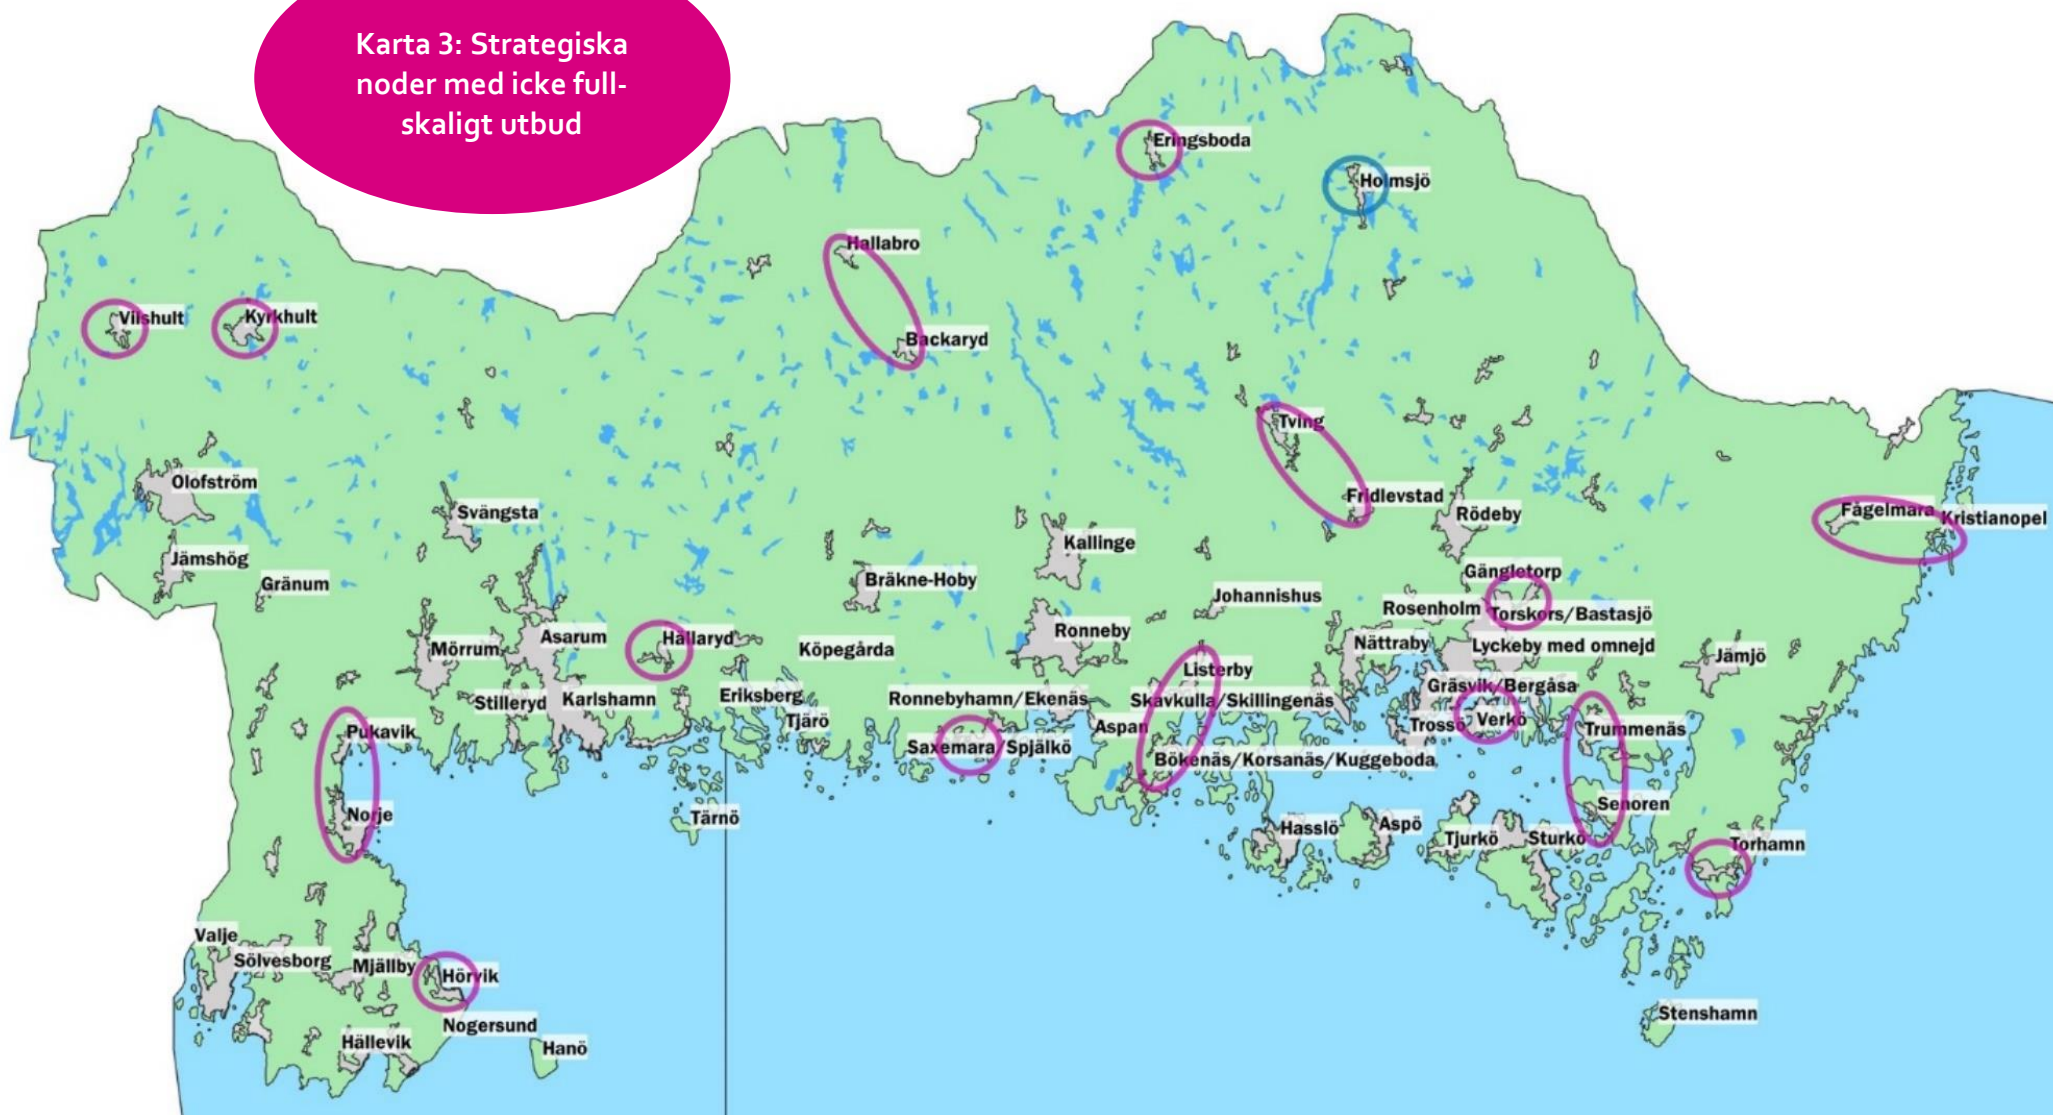 Karta 3: Strategiska
noder med icke full-
skaligt utbud
Eringsboda
Holmsjö
Hallabro
Vilshult
Kyrkhult
Backaryd
Tving
Olofström
Svängsta
Fridlevstad
Rödeby
Fågelmara
Kristianopel
Kallinge
Jämshög
Gränum
Bräkne-Hoby
Gängletorp
Johannishus
Rosenholm
Torskors/Bastasjö
Asarum
Hällaryd
Ronneby
Mörrum
Köpegårda
Nättraby
Lyckeby med omnejd
Jämjö
Listerby
Gräsvik/Bergåsa
Stilleryd
Karlshamn
Eriksberg
Ronnebyhamn/Ekenäs
Skavkulla/Skillingenäs
Tjärö
Aspan
Trossö
Verkö
Trummenäs
Pukavik
Saxemara/Spjälkö
Bökenäs/Korsanäs/Kuggeboda
Norje
Tärnö
Senoren
Hasslö
Aspö
Tjurkö
Sturkö
Torhamn
Valje
Sölvesborg
Mjällby
Hörvik
Stenshamn
Nogersund
Hällevik
Hanö